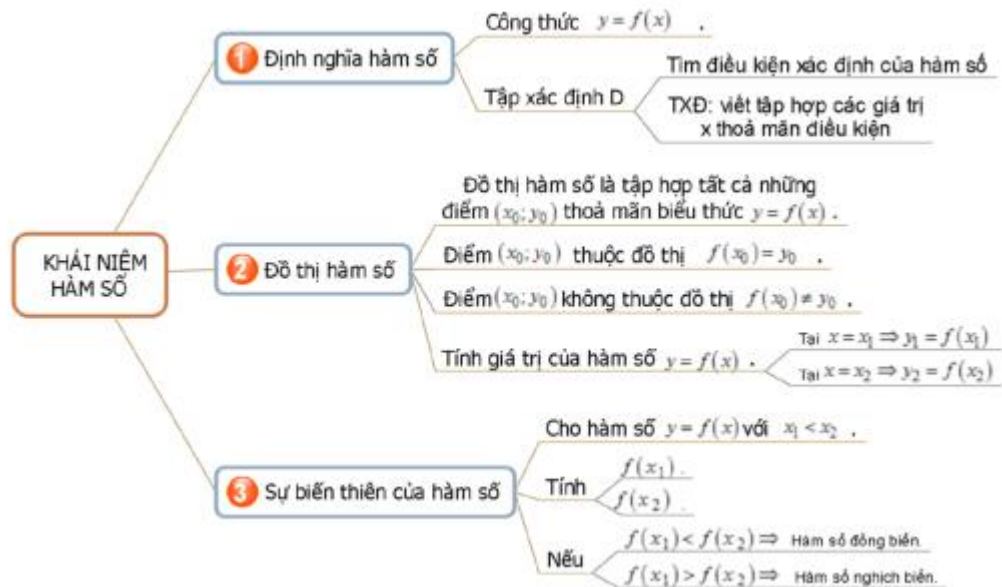 KHÁI NIỆM
HÀM SỐ
1 Định nghĩa hàm số
Công thức y = f(x) .
Tập xác định D
Tìm điều kiện xác định của hàm số
TXĐ: viết tập hợp các giá trị
x thoả mãn điều kiện
2 Đồ thị hàm số
Đồ thị hàm số là tập hợp tất cả những
điểm (x₀; y₀) thoả mãn biểu thức y = f(x) .
Điểm (x₀; y₀) thuộc đồ thị f(x₀) = y₀ .
Điểm (x₀; y₀) không thuộc đồ thị f(x₀) ≠ y₀ .
Tính giá trị của hàm số y = f(x) .
Tại x = x₁ ⇒ y₁ = f(x₁)
Tại x = x₂ ⇒ y₂ = f(x₂)
3 Sự biến thiên của hàm số
Cho hàm số y = f(x) với x₁ < x₂ .
Tính
f(x₁) .
f(x₂) .
Nếu
f(x₁) < f(x₂) ⇒ Hàm số đồng biến.
f(x₁) > f(x₂) ⇒ Hàm số nghịch biến.